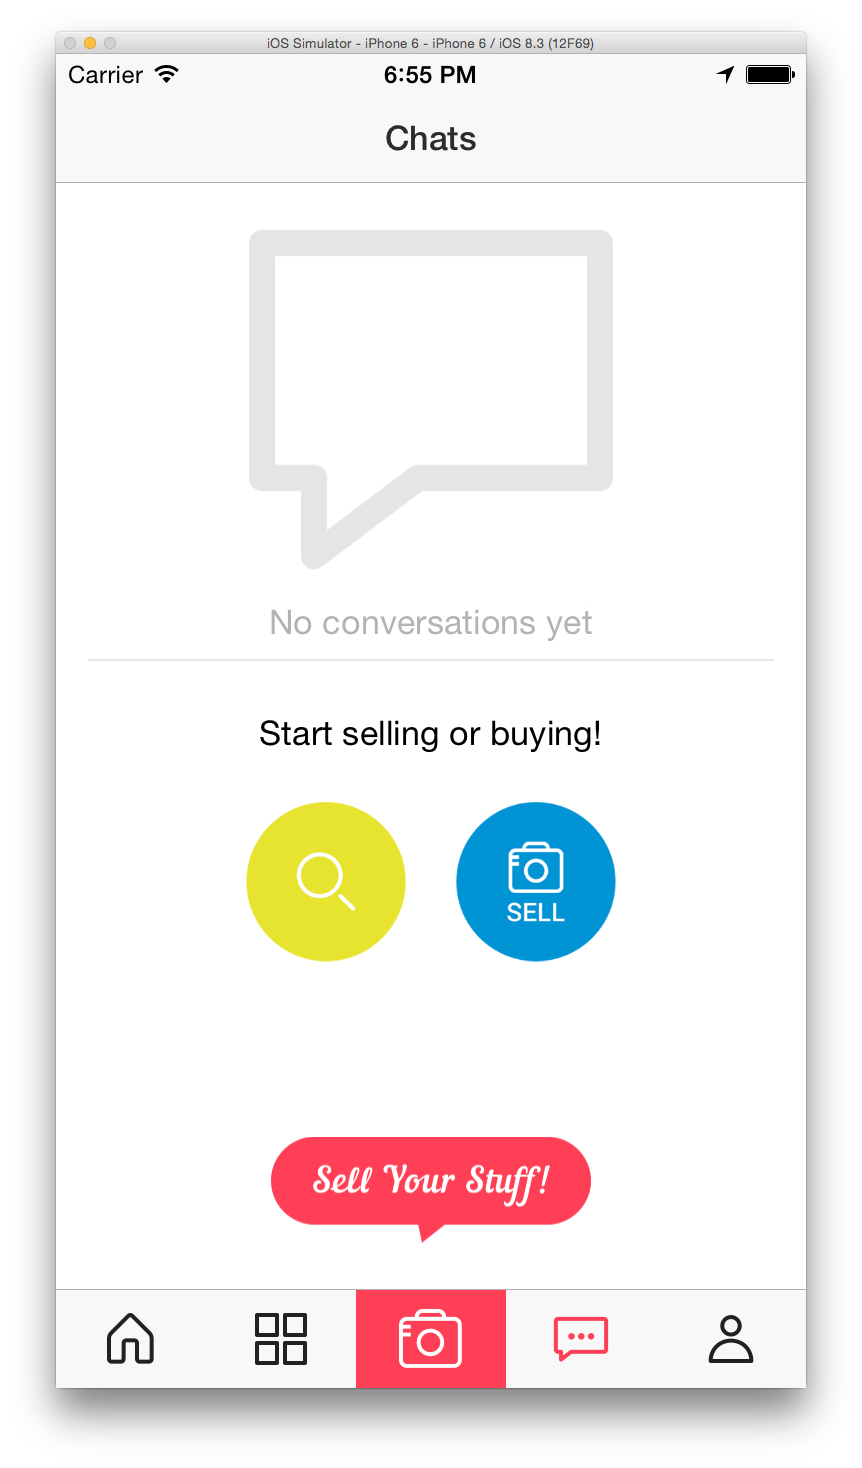 iOS Simulator - iPhone 6 - iPhone 6 / iOS 8.3 (12F69)
Carrier 6:55 PM
Chats
No conversations yet
Start selling or buying!
SELL
Sell Your Stuff!